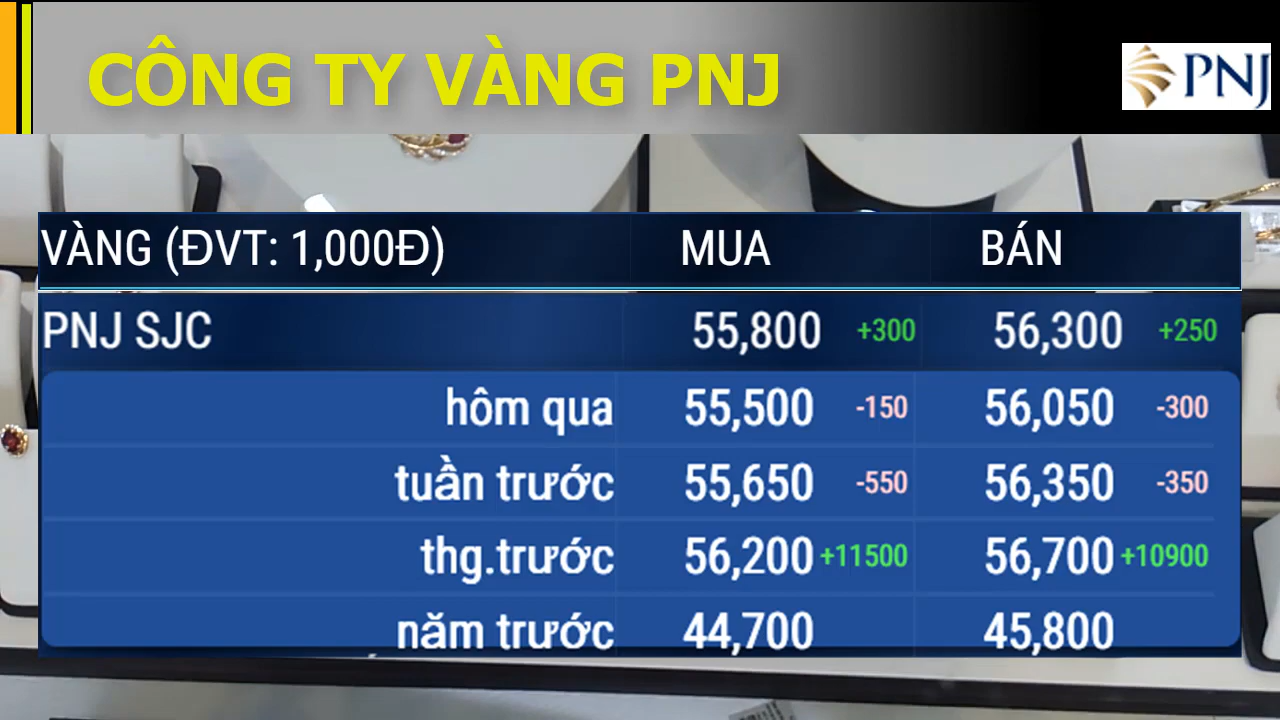 CÔNG TY VÀNG PNJ
PNJ
VÀNG (ĐVT: 1,000Đ) MUA BÁN
PNJ SJC 55,800 +300 56,300 +250
hôm qua 55,500 -150 56,050 -300
tuần trước 55,650 -550 56,350 -350
thg.trước 56,200 +11500 56,700 +10900
năm trước 44,700 45,800